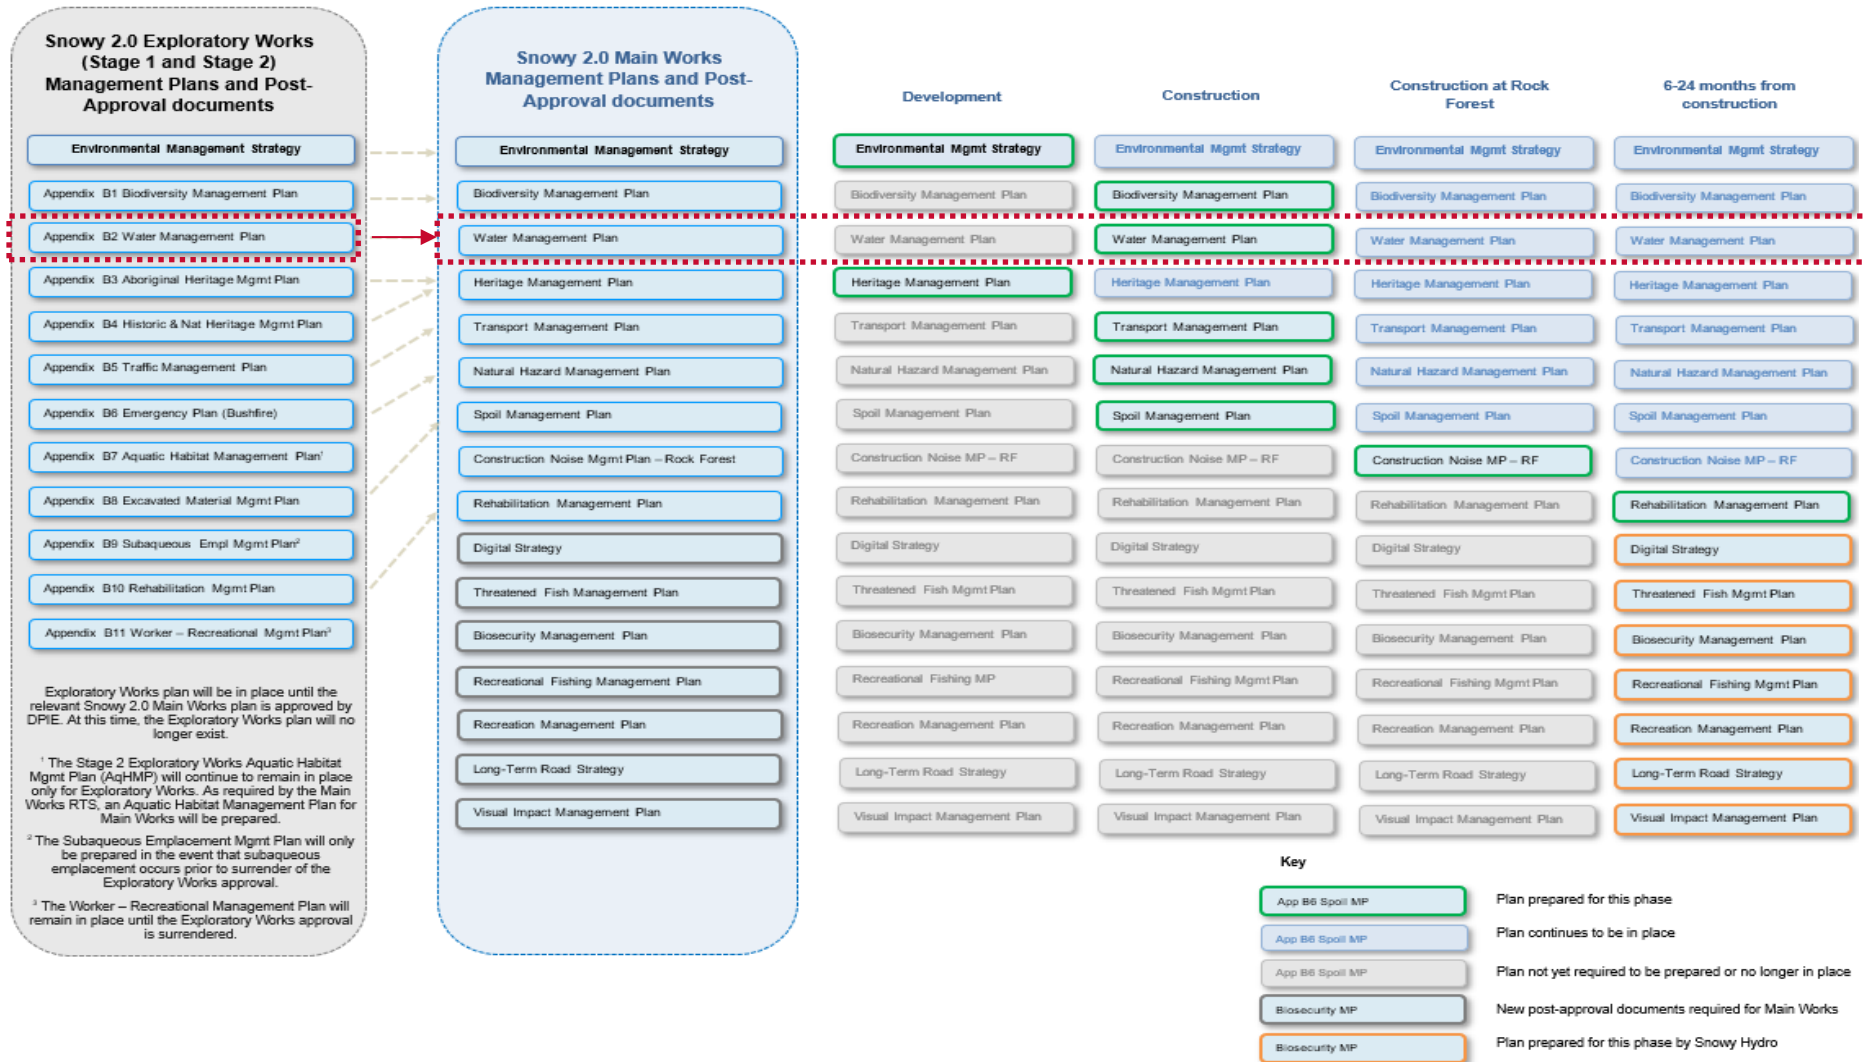 Snowy 2.0 Exploratory Works
(Stage 1 and Stage 2)
Management Plans and Post-
Approval documents
Environmental Management Strategy
Appendix B1 Biodiversity Management Plan
Appendix B2 Water Management Plan
Appendix B3 Aboriginal Heritage Mgmt Plan
Appendix B4 Historic & Nat Heritage Mgmt Plan
Appendix B5 Traffic Management Plan
Appendix B6 Emergency Plan (Bushfire)
Appendix B7 Aquatic Habitat Management Plan¹
Appendix B8 Excavated Material Mgmt Plan
Appendix B9 Subaqueous Empl Mgmt Plan²
Appendix B10 Rehabilitation Mgmt Plan
Appendix B11 Worker – Recreational Mgmt Plan³
Exploratory Works plan will be in place until the
relevant Snowy 2.0 Main Works plan is approved by
DPIE. At this time, the Exploratory Works plan will no
longer exist.
¹ The Stage 2 Exploratory Works Aquatic Habitat
Mgmt Plan (AqHMP) will continue to remain in place
only for Exploratory Works. As required by the Main
Works RTS, an Aquatic Habitat Management Plan for
Main Works will be prepared.
² The Subaqueous Emplacement Mgmt Plan will only
be prepared in the event that subaqueous
emplacement occurs prior to surrender of the
Exploratory Works approval.
³ The Worker – Recreational Management Plan will
remain in place until the Exploratory Works approval
is surrendered.
Snowy 2.0 Main Works
Management Plans and Post-
Approval documents
Environmental Management Strategy
Biodiversity Management Plan
Water Management Plan
Heritage Management Plan
Transport Management Plan
Natural Hazard Management Plan
Spoil Management Plan
Construction Noise Mgmt Plan – Rock Forest
Rehabilitation Management Plan
Digital Strategy
Threatened Fish Management Plan
Biosecurity Management Plan
Recreational Fishing Management Plan
Recreation Management Plan
Long-Term Road Strategy
Visual Impact Management Plan
Development
Environmental Mgmt Strategy
Biodiversity Management Plan
Water Management Plan
Heritage Management Plan
Transport Management Plan
Natural Hazard Management Plan
Spoil Management Plan
Construction Noise MP – RF
Rehabilitation Management Plan
Digital Strategy
Threatened Fish Mgmt Plan
Biosecurity Management Plan
Recreational Fishing MP
Recreation Management Plan
Long-Term Road Strategy
Visual Impact Management Plan
Construction
Environmental Mgmt Strategy
Biodiversity Management Plan
Water Management Plan
Heritage Management Plan
Transport Management Plan
Natural Hazard Management Plan
Spoil Management Plan
Construction Noise MP – RF
Rehabilitation Management Plan
Digital Strategy
Threatened Fish Mgmt Plan
Biosecurity Management Plan
Recreational Fishing Mgmt Plan
Recreation Management Plan
Long-Term Road Strategy
Visual Impact Management Plan
Construction at Rock
Forest
Environmental Mgmt Strategy
Biodiversity Management Plan
Water Management Plan
Heritage Management Plan
Transport Management Plan
Natural Hazard Management Plan
Spoil Management Plan
Construction Noise MP – RF
Rehabilitation Management Plan
Digital Strategy
Threatened Fish Mgmt Plan
Biosecurity Management Plan
Recreational Fishing Mgmt Plan
Recreation Management Plan
Long-Term Road Strategy
Visual Impact Management Plan
6-24 months from
construction
Environmental Mgmt Strategy
Biodiversity Management Plan
Water Management Plan
Heritage Management Plan
Transport Management Plan
Natural Hazard Management Plan
Spoil Management Plan
Construction Noise MP – RF
Rehabilitation Management Plan
Digital Strategy
Threatened Fish Mgmt Plan
Biosecurity Management Plan
Recreational Fishing Mgmt Plan
Recreation Management Plan
Long-Term Road Strategy
Visual Impact Management Plan
Key
App B6 Spoil MP Plan prepared for this phase
App B6 Spoil MP Plan continues to be in place
App B6 Spoil MP Plan not yet required to be prepared or no longer in place
Biosecurity MP New post-approval documents required for Main Works
Biosecurity MP Plan prepared for this phase by Snowy Hydro